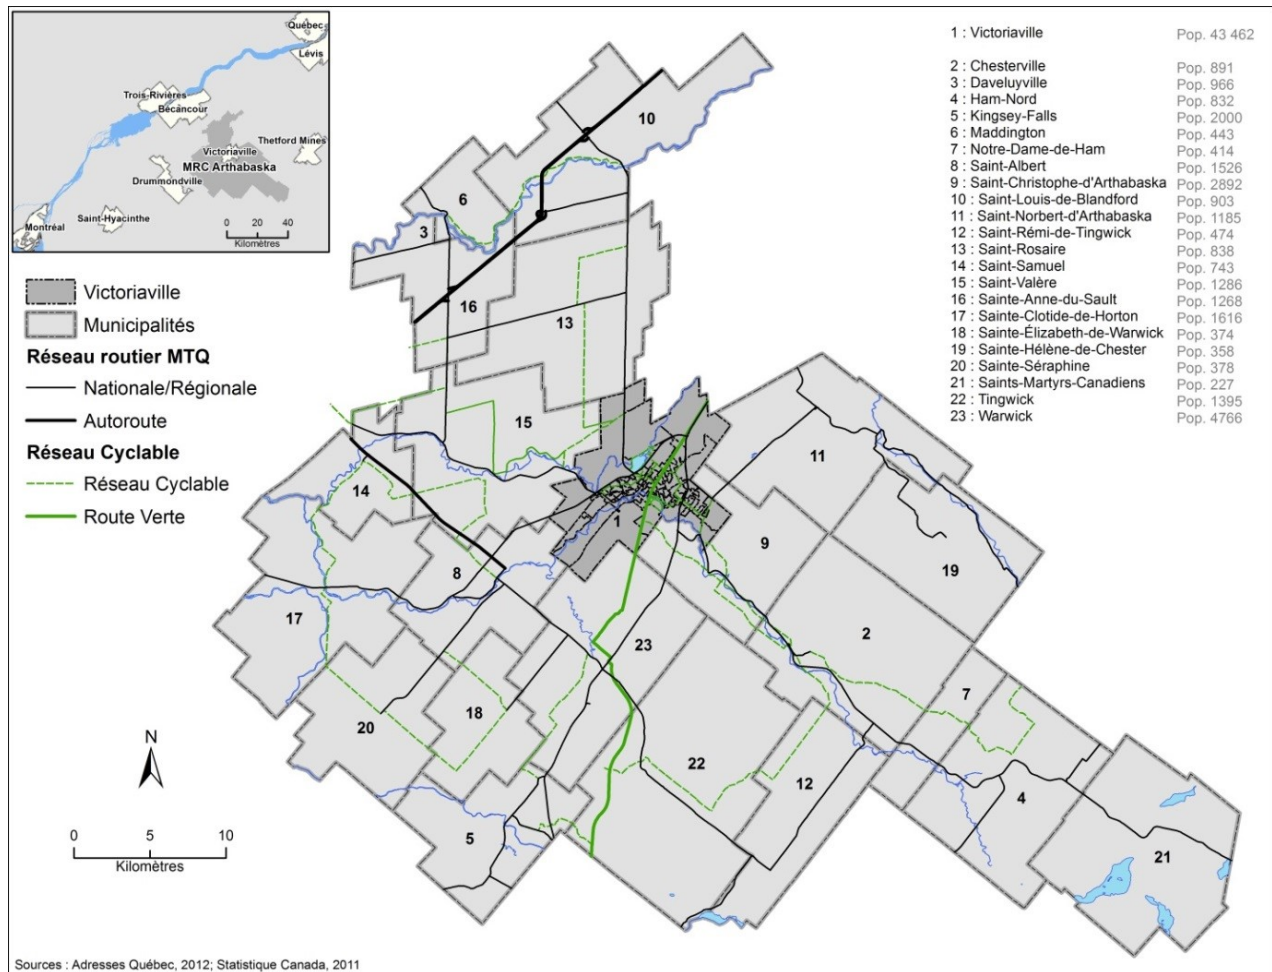 Québec
Lévis
Trois-Rivières
Bécancour
Thetford Mines
Victoriaville
MRC Arthabaska
Drummondville
Saint-Hyacinthe
Montréal
0 20 40
Kilomètres
Victoriaville
Municipalités
Réseau routier MTQ
Nationale/Régionale
Autoroute
Réseau Cyclable
Réseau Cyclable
Route Verte
N
0 5 10
Kilomètres
1 : Victoriaville Pop. 43 462
2 : Chesterville Pop. 891
3 : Daveluyville Pop. 966
4 : Ham-Nord Pop. 832
5 : Kingsey-Falls Pop. 2000
6 : Maddington Pop. 443
7 : Notre-Dame-de-Ham Pop. 414
8 : Saint-Albert Pop. 1526
9 : Saint-Christophe-d'Arthabaska Pop. 2892
10 : Saint-Louis-de-Blandford Pop. 903
11 : Saint-Norbert-d'Arthabaska Pop. 1185
12 : Saint-Rémi-de-Tingwick Pop. 474
13 : Saint-Rosaire Pop. 838
14 : Saint-Samuel Pop. 743
15 : Saint-Valère Pop. 1286
16 : Sainte-Anne-du-Sault Pop. 1268
17 : Sainte-Clotide-de-Horton Pop. 1616
18 : Sainte-Élizabeth-de-Warwick Pop. 374
19 : Sainte-Hélène-de-Chester Pop. 358
20 : Sainte-Séraphine Pop. 378
21 : Saints-Martyrs-Canadiens Pop. 227
22 : Tingwick Pop. 1395
23 : Warwick Pop. 4766
10
6
3
16
13
15
11
14
1
9
8
19
17
2
23
7
18
20
22
12
4
5
21
Sources : Adresses Québec, 2012; Statistique Canada, 2011